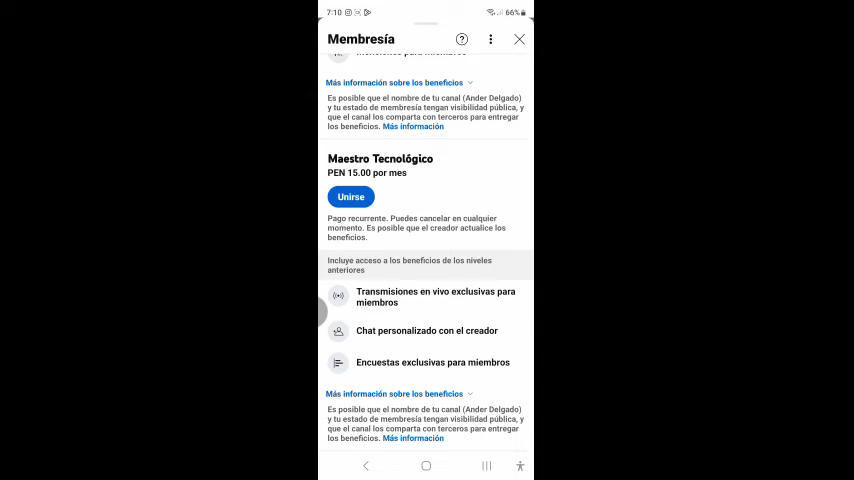 7:10
66%
Membresía
Más información sobre los beneficios
Es posible que el nombre de tu canal (Ander Delgado)
y tu estado de membresía tengan visibilidad pública, y
que el canal los comparta con terceros para entregar
los beneficios. Más información
Maestro Tecnológico
PEN 15.00 por mes
Unirse
Pago recurrente. Puedes cancelar en cualquier
momento. Es posible que el creador actualice los
beneficios.
Incluye acceso a los beneficios de los niveles
anteriores
Transmisiones en vivo exclusivas para
miembros
Chat personalizado con el creador
Encuestas exclusivas para miembros
Más información sobre los beneficios
Es posible que el nombre de tu canal (Ander Delgado)
y tu estado de membresía tengan visibilidad pública, y
que el canal los comparta con terceros para entregar
los beneficios. Más información